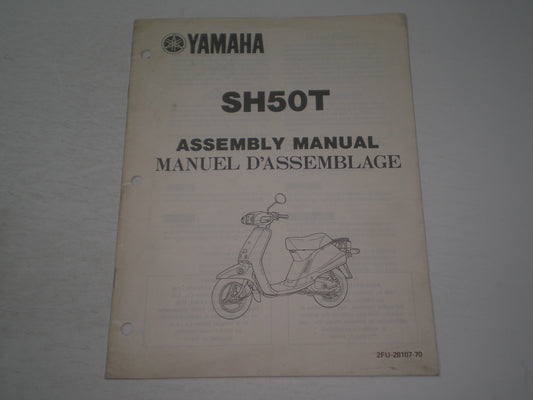 YAMAHA
SH50T
ASSEMBLY MANUAL
MANUEL D'ASSEMBLAGE
2FU-28107-70